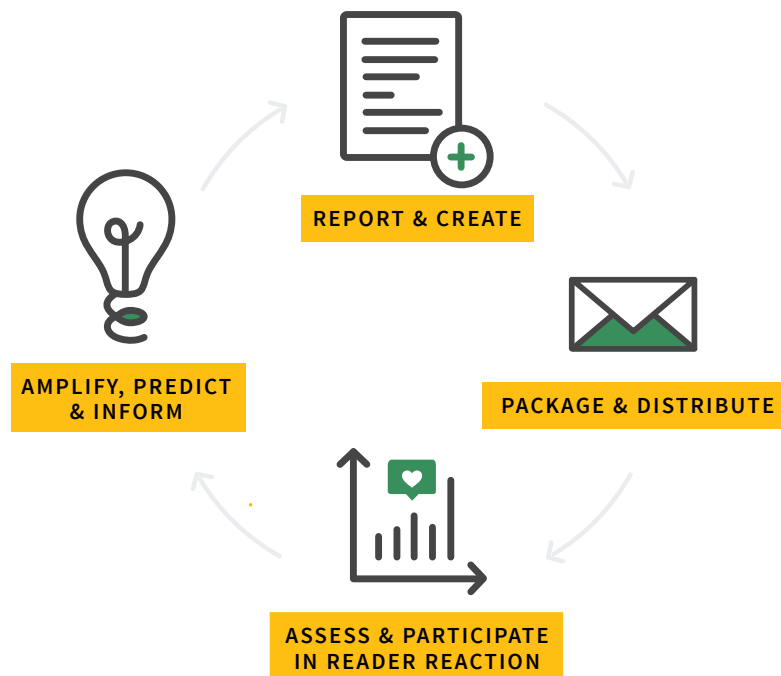 REPORT & CREATE
PACKAGE & DISTRIBUTE
AMPLIFY, PREDICT
& INFORM
ASSESS & PARTICIPATE
IN READER REACTION